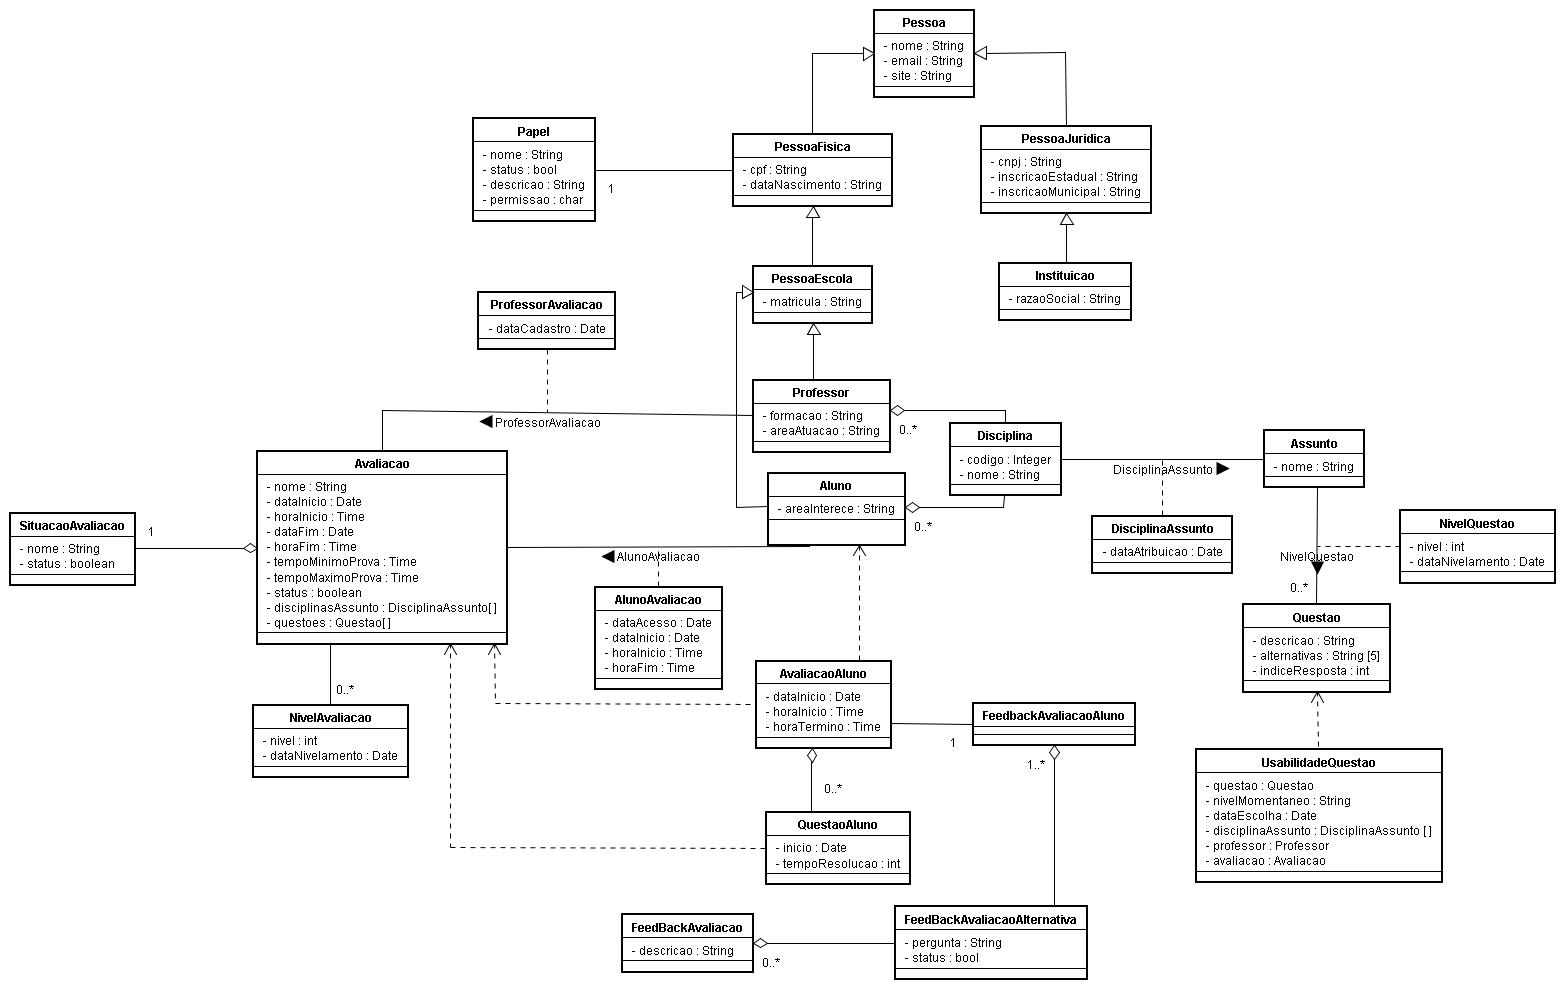 Pessoa
- nome : String
- email : String
- site : String
Papel
- nome : String
- status : bool
- descricao : String
- permissao : char
1
PessoaFisica
- cpf : String
- dataNascimento : String
PessoaJuridica
- cnpj : String
- inscricaoEstadual : String
- inscricaoMunicipal : String
PessoaEscola
- matricula : String
Instituicao
- razaoSocial : String
ProfessorAvaliacao
- dataCadastro : Date
ProfessorAvaliacao
Professor
- formacao : String
- areaAtuacao : String
0..*
Disciplina
- codigo : Integer
- nome : String
DisciplinaAssunto
Assunto
- nome : String
Avaliacao
- nome : String
- dataInicio : Date
- horaInicio : Time
- dataFim : Date
- horaFim : Time
- tempoMinimoProva : Time
- tempoMaximoProva : Time
- status : boolean
- disciplinasAssunto : DisciplinaAssunto[ ]
- questoes : Questao[ ]
Aluno
- areaInterece : String
0..*
SituacaoAvaliacao
- nome : String
- status : boolean
1
DisciplinaAssunto
- dataAtribuicao : Date
NivelQuestao
- nivel : int
- dataNivelamento : Date
NivelQuestao
0..*
AlunoAvaliacao
AlunoAvaliacao
- dataAcesso : Date
- dataInicio : Date
- horaInicio : Time
- horaFim : Time
Questao
- descricao : String
- alternativas : String [5]
- indiceResposta : int
AvaliacaoAluno
- dataInicio : Date
- horaInicio : Time
- horaTermino : Time
0..*
NivelAvaliacao
- nivel : int
- dataNivelamento : Date
FeedbackAvaliacaoAluno
1
1..*
0..*
UsabilidadeQuestao
- questao : Questao
- nivelMomentaneo : String
- dataEscolha : Date
- disciplinaAssunto : DisciplinaAssunto [ ]
- professor : Professor
- avaliacao : Avaliacao
QuestaoAluno
- inicio : Date
- tempoResolucao : int
FeedBackAvaliacao
- descricao : String
0..*
FeedBackAvaliacaoAlternativa
- pergunta : String
- status : bool